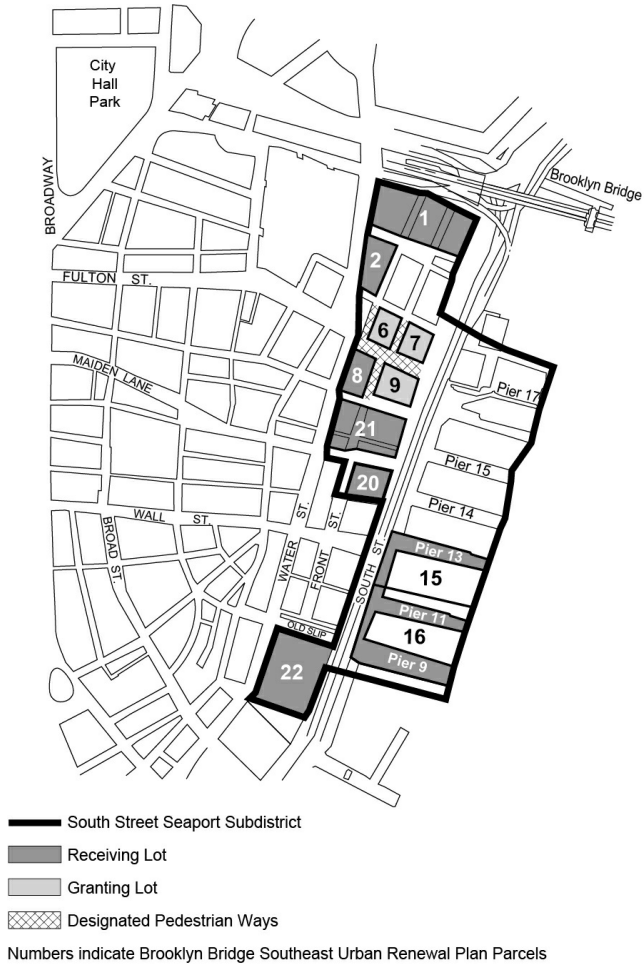 City
Hall
Park
BROADWAY
Brooklyn Bridge
1
2
FULTON ST.
6
7
MAIDEN LANE
8
9
Pier 17
21
Pier 15
20
Pier 14
WALL ST.
BROAD ST.
WATER ST.
FRONT ST.
SOUTH ST.
Pier 13
15
Pier 11
16
OLD SLIP
Pier 9
22
South Street Seaport Subdistrict
Receiving Lot
Granting Lot
Designated Pedestrian Ways
Numbers indicate Brooklyn Bridge Southeast Urban Renewal Plan Parcels